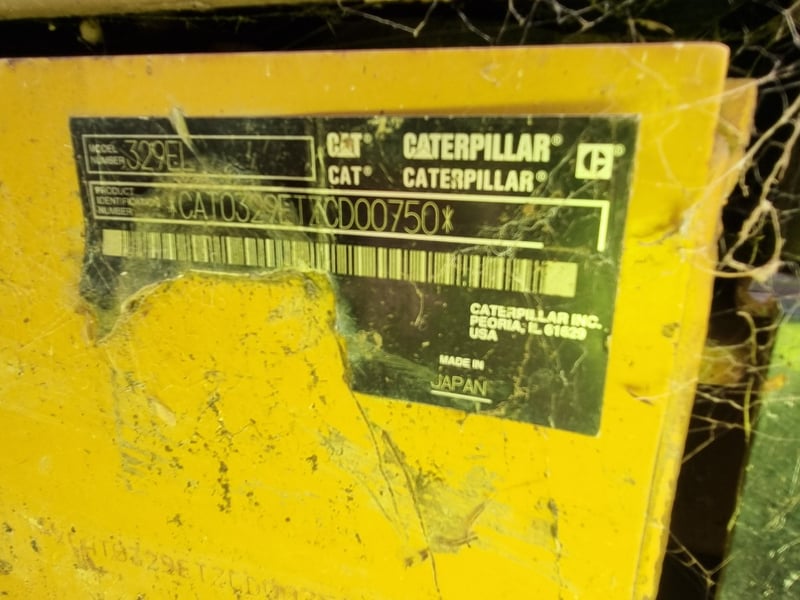 MODEL NUMBER 329EL
CAT® CATERPILLAR®
CAT® CATERPILLAR®
C®
PRODUCT IDENTIFICATION NUMBER *CAT0329ETZCD00750*
CATERPILLAR INC.
PEORIA, IL 61629
USA
MADE IN
JAPAN